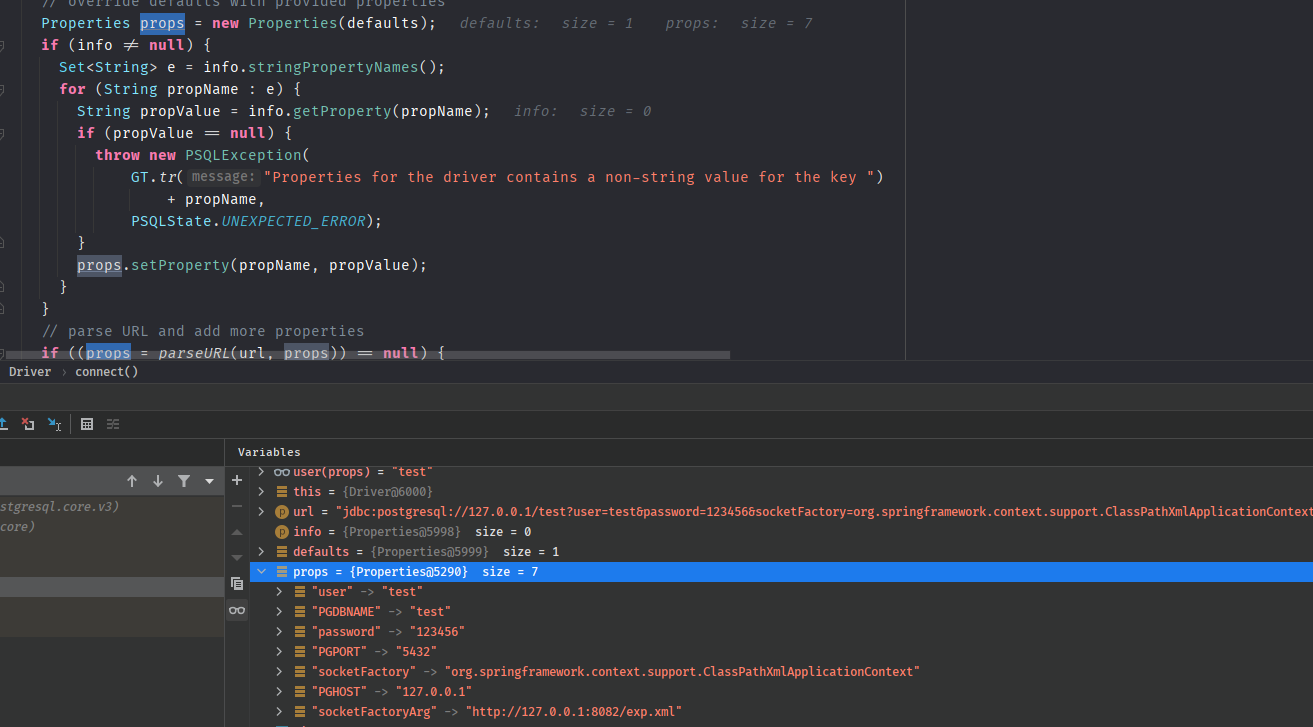 // override defaults with provided properties
Properties props = new Properties(defaults);   defaults:  size = 1    props:  size = 7
if (info ≠ null) {
Set<String> e = info.stringPropertyNames();
for (String propName : e) {
String propValue = info.getProperty(propName);   info:  size = 0
if (propValue == null) {
throw new PSQLException(
GT.tr( message: "Properties for the driver contains a non-string value for the key ")
+ propName,
PSQLState.UNEXPECTED_ERROR);
}
props.setProperty(propName, propValue);
}
}
// parse URL and add more properties
if ((props = parseURL(url, props)) == null) {
Driver › connect()
Variables
user(props) = "test"
stgresql.core.v3)
this = {Driver@6000}
core)
url = "jdbc:postgresql://127.0.0.1/test?user=test&password=123456&socketFactory=org.springframework.context.support.ClassPathXmlApplicationContext
info = {Properties@5998}  size = 0
defaults = {Properties@5999}  size = 1
props = {Properties@5290}  size = 7
"user" -> "test"
"PGDBNAME" -> "test"
"password" -> "123456"
"PGPORT" -> "5432"
"socketFactory" -> "org.springframework.context.support.ClassPathXmlApplicationContext"
"PGHOST" -> "127.0.0.1"
"socketFactoryArg" -> "http://127.0.0.1:8082/exp.xml"